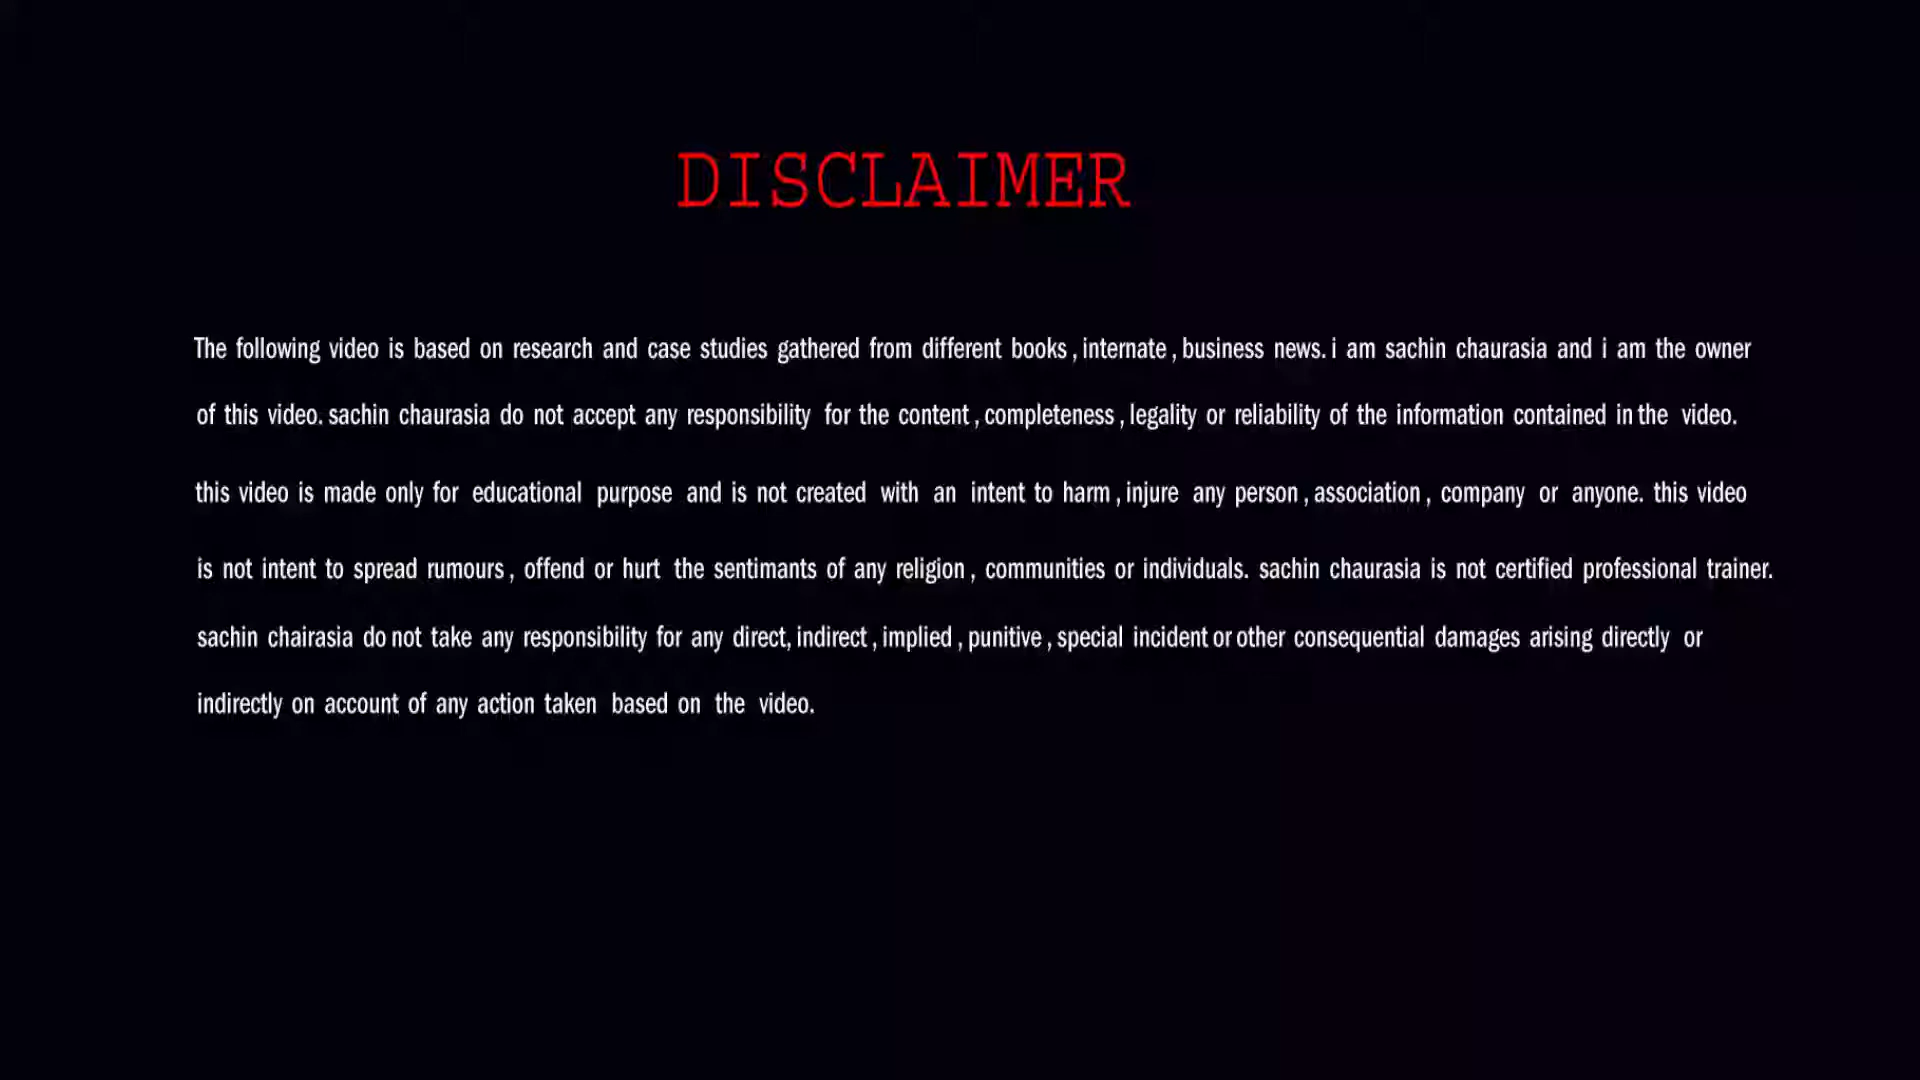 DISCLAIMER
The following video is based on research and case studies gathered from different books , internate , business news. i am sachin chaurasia and i am the owner
of this video. sachin chaurasia do not accept any responsibility for the content , completeness , legality or reliability of the information contained in the video.
this video is made only for educational purpose and is not created with an intent to harm , injure any person , association , company or anyone. this video
is not intent to spread rumours , offend or hurt the sentimants of any religion , communities or individuals. sachin chaurasia is not certified professional trainer.
sachin chairasia do not take any responsibility for any direct, indirect , implied , punitive , special incident or other consequential damages arising directly or
indirectly on account of any action taken based on the video.